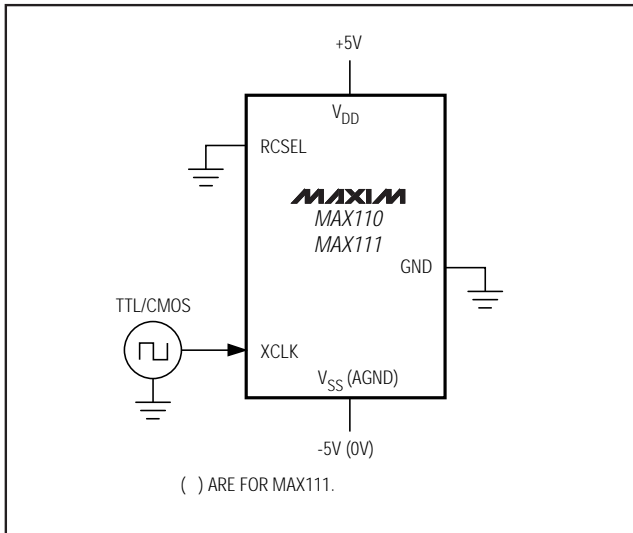 +5V
VDD
RCSEL
MAXIM
MAX110
MAX111
GND
TTL/CMOS
XCLK
VSS (AGND)
-5V (0V)
( ) ARE FOR MAX111.